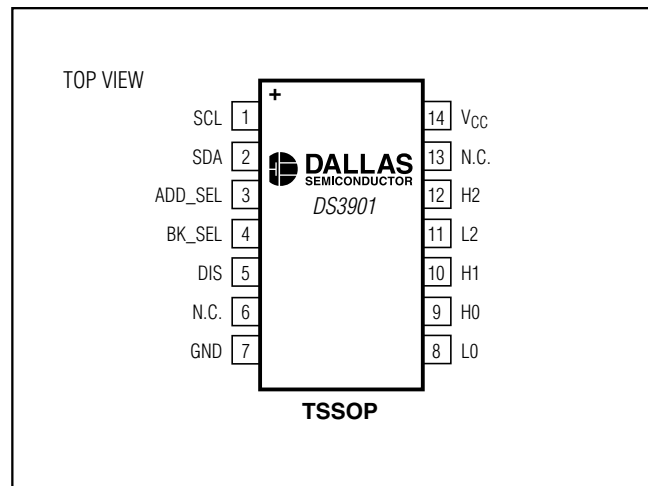 TOP VIEW
+
SCL 1
SDA 2
ADD_SEL 3
BK_SEL 4
DIS 5
N.C. 6
GND 7
DALLAS
SEMICONDUCTOR
DS3901
14 VCC
13 N.C.
12 H2
11 L2
10 H1
9 H0
8 L0
TSSOP